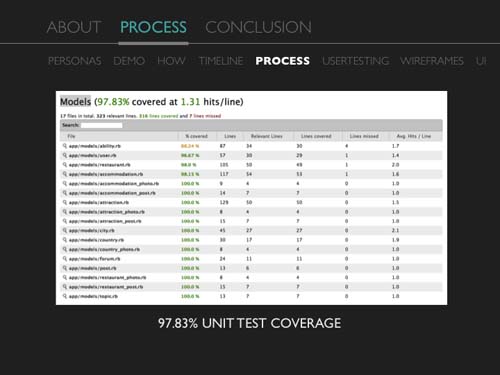 ABOUT PROCESS CONCLUSION
PERSONAS DEMO HOW TIMELINE PROCESS USERTESTING WIREFRAMES UI
Models (97.83% covered at 1.31 hits/line)
17 files in total. 323 relevant lines. 316 lines covered and 7 lines missed
Search:
File % covered Lines Relevant Lines Lines covered Lines missed Avg. Hits / Line
app/models/ability.rb 88.24 % 87 34 30 4 1.7
app/models/user.rb 96.67 % 57 30 29 1 1.4
app/models/restaurant.rb 98.0 % 105 50 49 1 2.0
app/models/accommodation.rb 98.15 % 117 54 53 1 1.6
app/models/accommodation_photo.rb 100.0 % 9 4 4 0 1.0
app/models/accommodation_post.rb 100.0 % 14 7 7 0 1.0
app/models/attraction.rb 100.0 % 129 50 50 0 1.5
app/models/attraction_photo.rb 100.0 % 8 4 4 0 1.0
app/models/attraction_post.rb 100.0 % 15 7 7 0 1.0
app/models/city.rb 100.0 % 45 27 27 0 2.1
app/models/country.rb 100.0 % 30 17 17 0 1.9
app/models/country_photo.rb 100.0 % 8 4 4 0 1.0
app/models/forum.rb 100.0 % 24 11 11 0 1.0
app/models/post.rb 100.0 % 13 6 6 0 1.0
app/models/restaurant_photo.rb 100.0 % 8 4 4 0 1.0
app/models/restaurant_post.rb 100.0 % 15 7 7 0 1.0
app/models/topic.rb 100.0 % 13 7 7 0 1.0
97.83% UNIT TEST COVERAGE